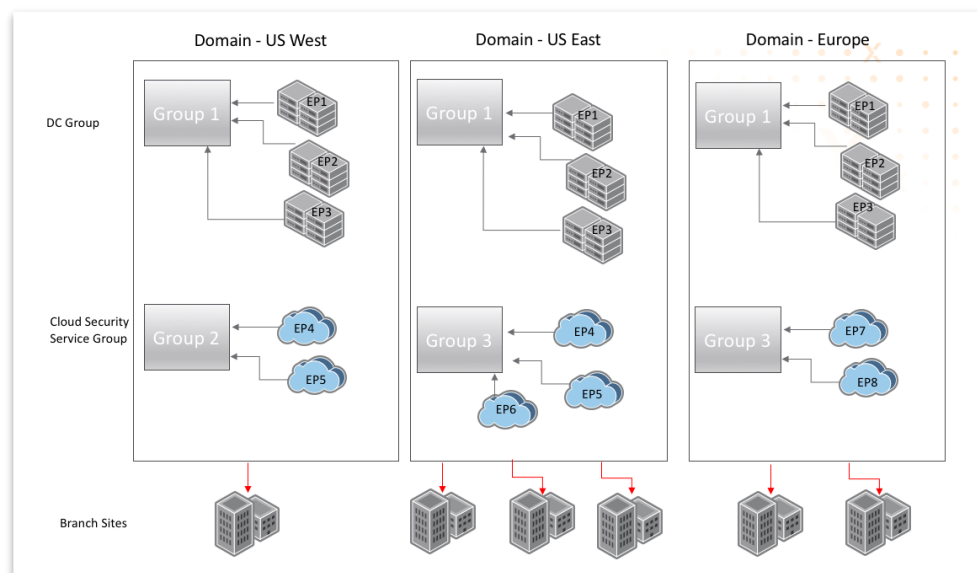 Domain - US West
Domain - US East
Domain - Europe
DC Group
Group 1
EP1
EP2
EP3
Group 1
EP1
EP2
EP3
Group 1
EP1
EP2
EP3
Cloud Security
Service Group
Group 2
EP4
EP5
Group 3
EP4
EP5
EP6
Group 3
EP7
EP8
Branch Sites